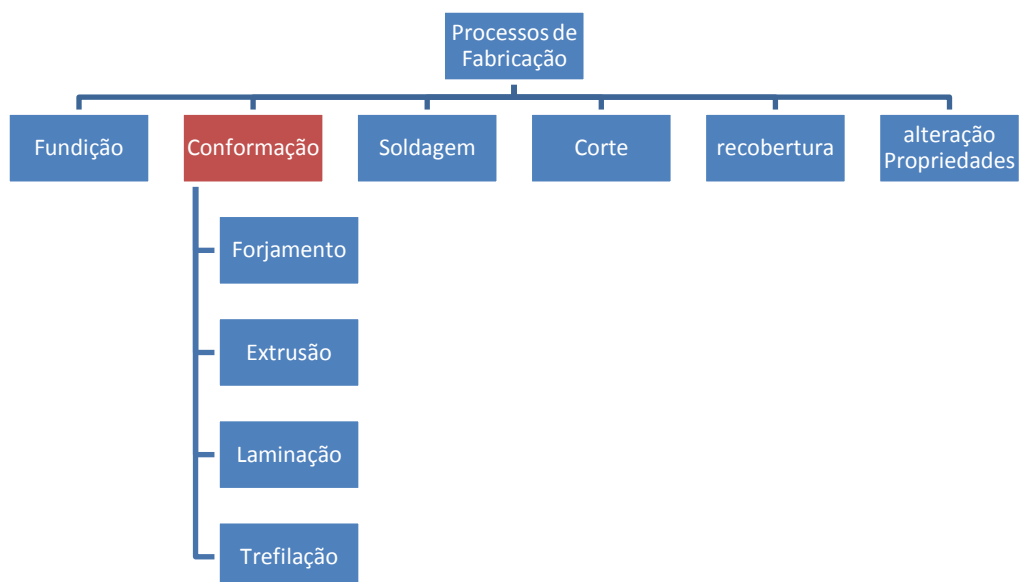 Processos de
Fabricação
Fundição
Conformação
Soldagem
Corte
recobertura
alteração
Propriedades
Forjamento
Extrusão
Laminação
Trefilação